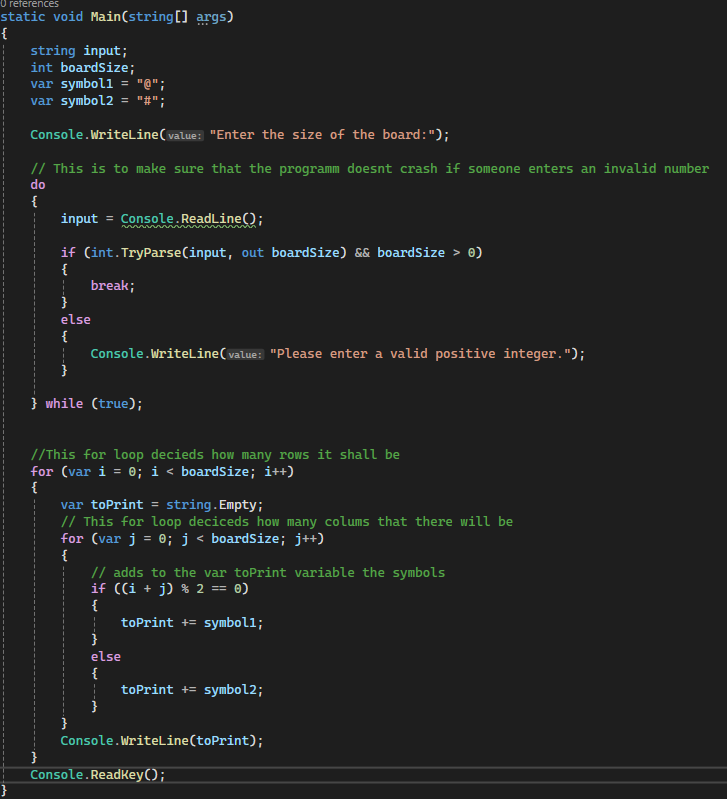 0 references
static void Main(string[] args)
{
string input;
int boardSize;
var symbol1 = "@";
var symbol2 = "#";
Console.WriteLine(value: "Enter the size of the board:");
// This is to make sure that the programm doesnt crash if someone enters an invalid number
do
{
input = Console.ReadLine();
if (int.TryParse(input, out boardSize) && boardSize > 0)
{
break;
}
else
{
Console.WriteLine(value: "Please enter a valid positive integer.");
}
} while (true);
//This for loop decieds how many rows it shall be
for (var i = 0; i < boardSize; i++)
{
var toPrint = string.Empty;
// This for loop deciceds how many colums that there will be
for (var j = 0; j < boardSize; j++)
{
// adds to the var toPrint variable the symbols
if ((i + j) % 2 == 0)
{
toPrint += symbol1;
}
else
{
toPrint += symbol2;
}
}
Console.WriteLine(toPrint);
}
Console.ReadKey();
}